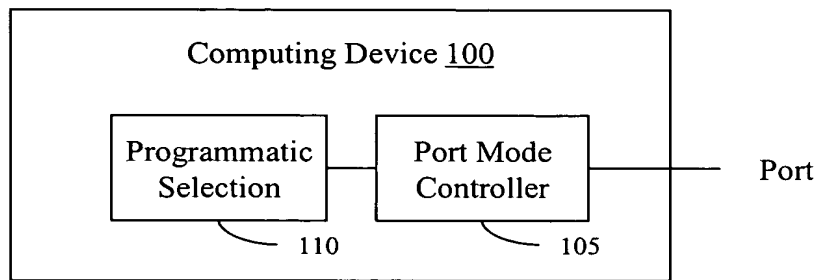 Computing Device 100
Programmatic
Selection
Port Mode
Controller
Port
110
105